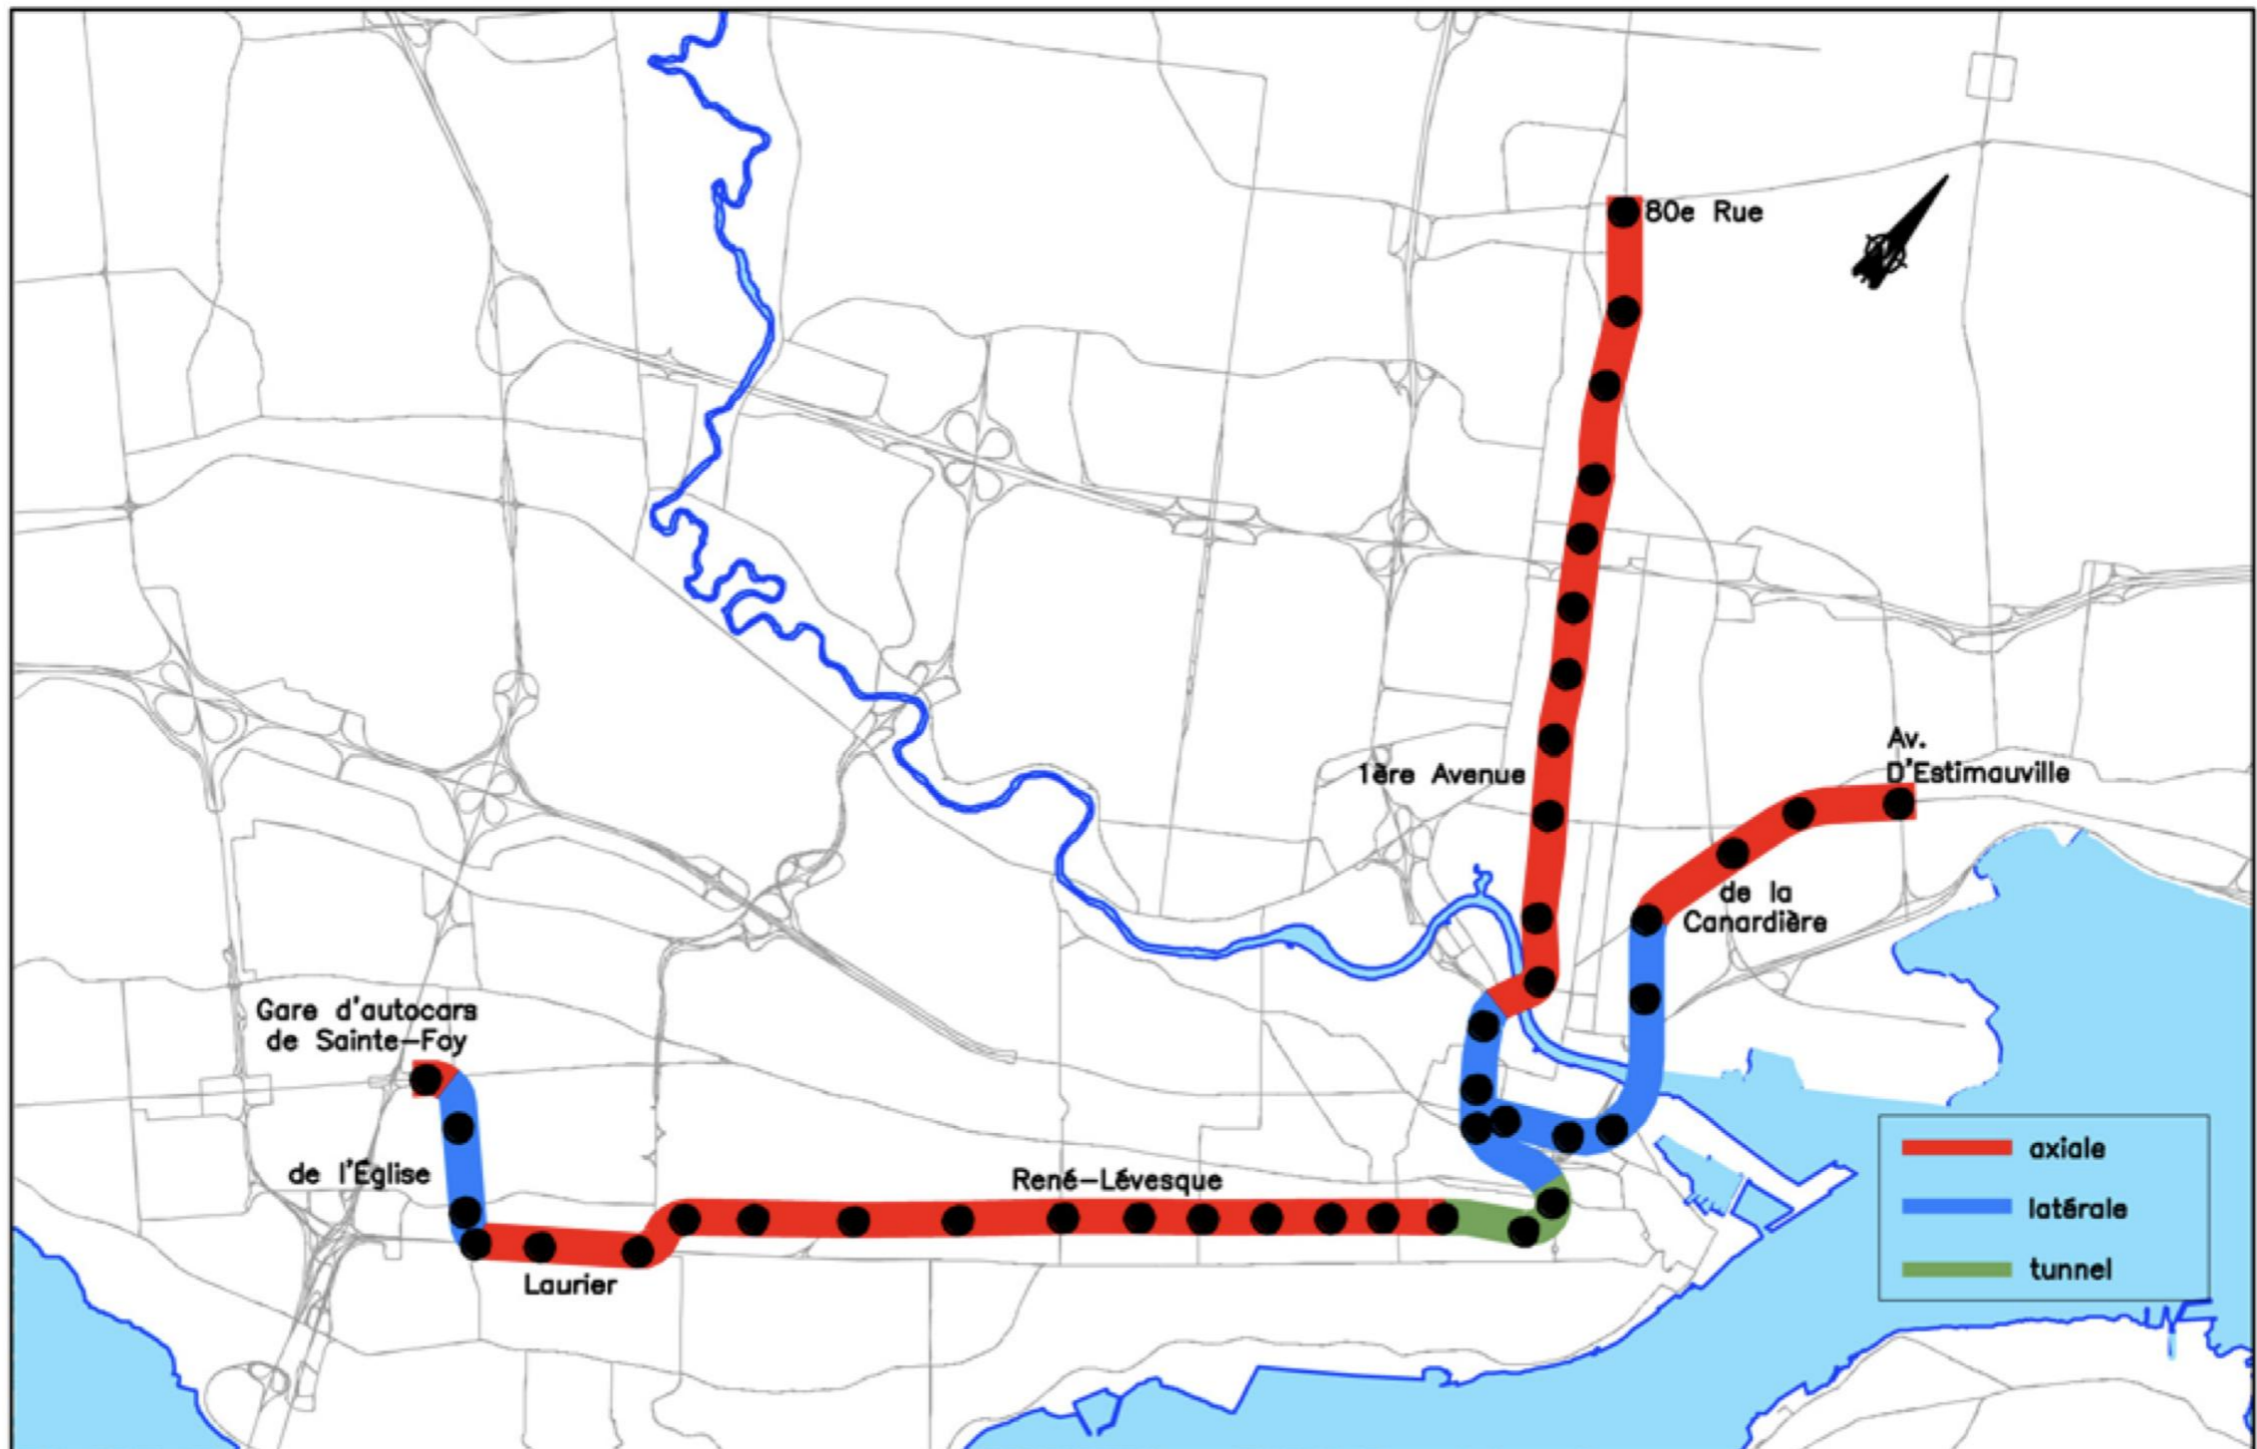 80e Rue
Av.
D'Estimauville
1ère Avenue
de la
Canardière
Gare d'autocars
de Sainte-Foy
de l'Église
René-Lévesque
Laurier
axiale
latérale
tunnel